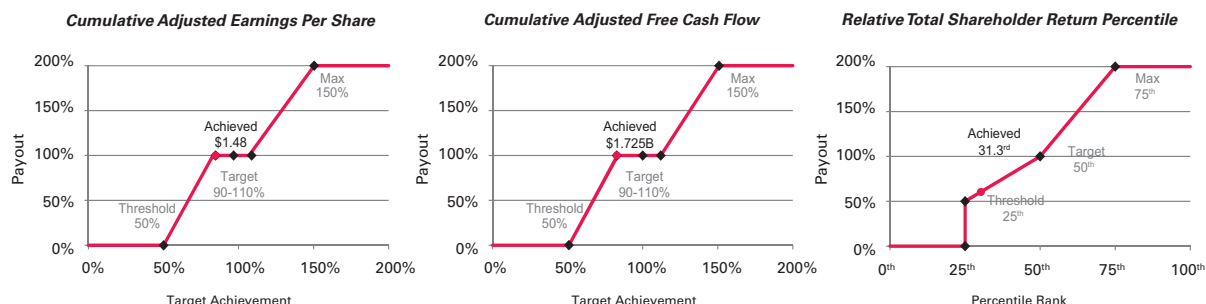 Cumulative Adjusted Earnings Per Share
200%
150%
100%
50%
0%
Payout
Max
150%
Achieved
$1.48
Target
90-110%
Threshold
50%
0%
50%
100%
150%
200%
Target Achievement
Cumulative Adjusted Free Cash Flow
200%
150%
100%
50%
0%
Payout
Max
150%
Achieved
$1.725B
Target
90-110%
Threshold
50%
0%
50%
100%
150%
200%
Target Achievement
Relative Total Shareholder Return Percentile
200%
150%
100%
50%
0%
Payout
Max
75th
Achieved
31.3rd
Target
50th
Threshold
25th
0th
25th
50th
75th
100th
Percentile Rank